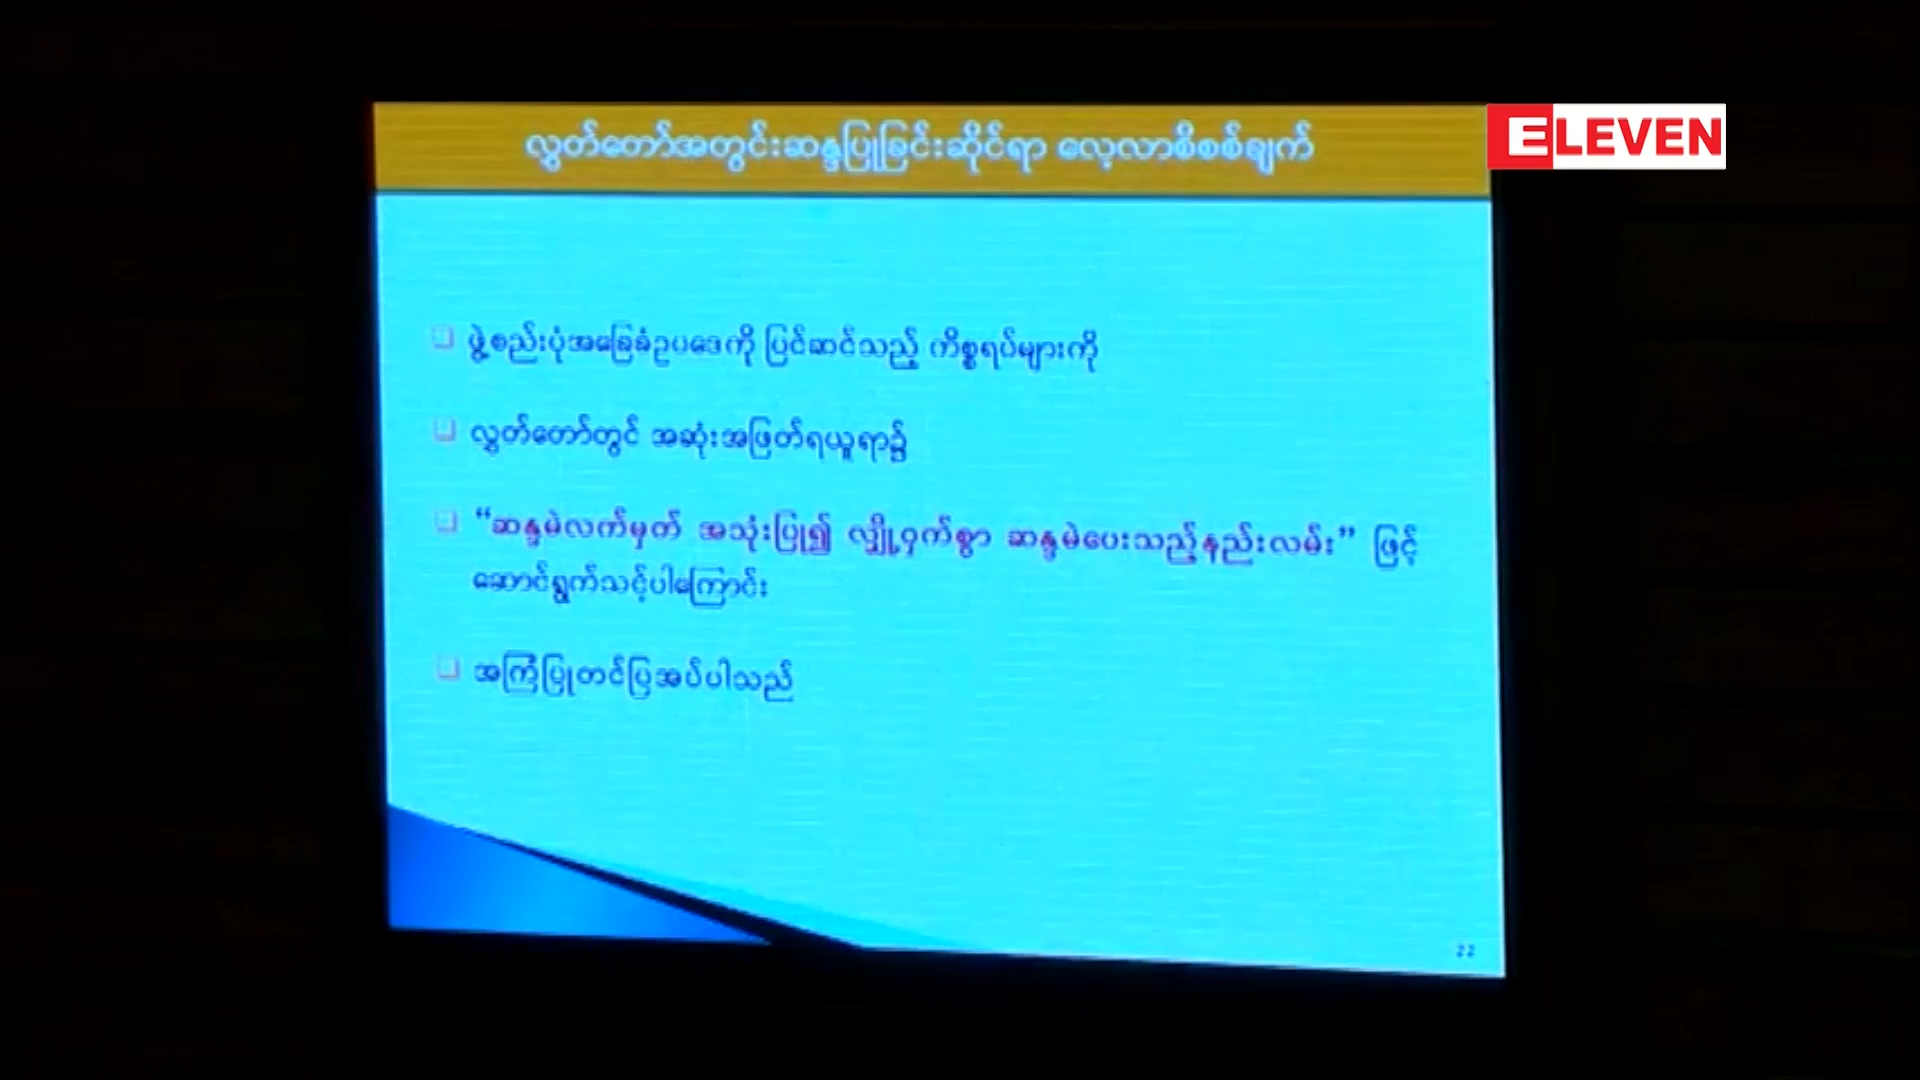 ELEVEN
လွှတ်တော်အတွင်းဆန္ဒပြုခြင်းဆိုင်ရာ လေ့လာစိစစ်ချက်
❑ ဖွဲ့စည်းပုံအခြေခံဥပဒေကို ပြင်ဆင်သည့် ကိစ္စရပ်များကို
❑ လွှတ်တော်တွင် အဆုံးအဖြတ်ရယူရာ၌
❑ “ဆန္ဒမဲလက်မှတ် အသုံးပြု၍ လျှို့ဝှက်စွာ ဆန္ဒမဲပေးသည့်နည်းလမ်း” ဖြင့်
ဆောင်ရွက်သင့်ပါကြောင်း
❑ အကြံပြုတင်ပြအပ်ပါသည်
22